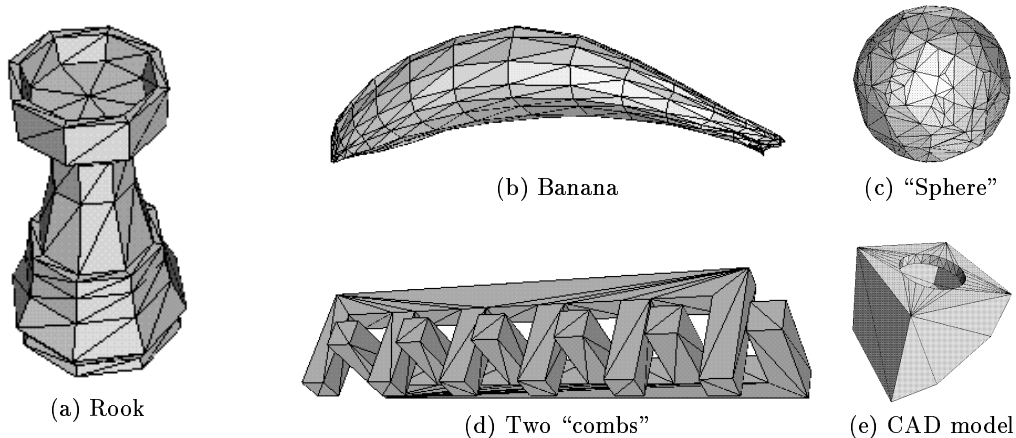 (a) Rook
(b) Banana
(c) “Sphere”
(d) Two “combs”
(e) CAD model